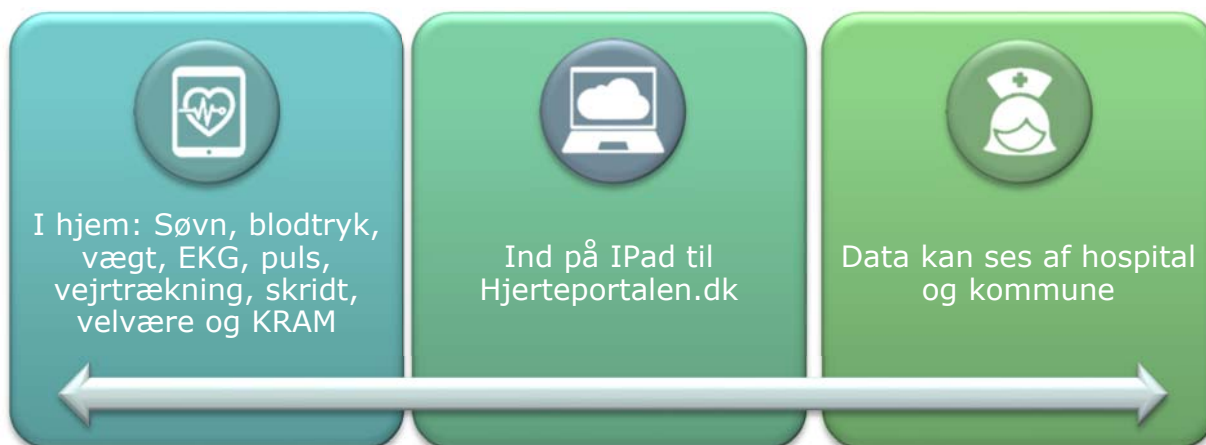 I hjem: Søvn, blodtryk,
vægt, EKG, puls,
vejrtrækning, skridt,
velvære og KRAM
Ind på IPad til
Hjerteportalen.dk
Data kan ses af hospital
og kommune